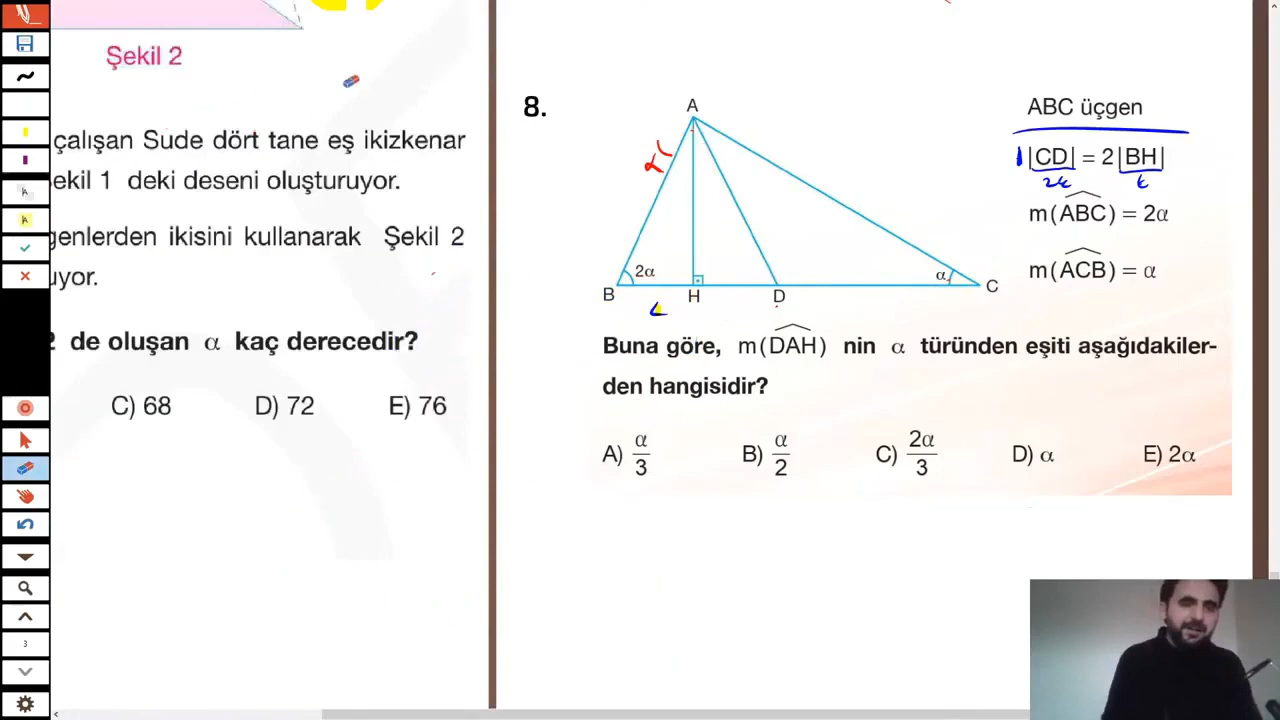 Şekil 2
çalışan Sude dört tane eş ikizkenar
ekil 1 deki deseni oluşturuyor.
genlerden ikisini kullanarak Şekil 2
uyor.
2 de oluşan α kaç derecedir?
C) 68 D) 72 E) 76
8.
A
B
H
D
C
2α
α
ABC üçgen
|CD| = 2|BH|
2k k
m(ABC) = 2α
m(ACB) = α
Buna göre, m(DAH) nin α türünden eşiti aşağıdakiler-
den hangisidir?
A) α/3 B) α/2 C) 2α/3 D) α E) 2α
3